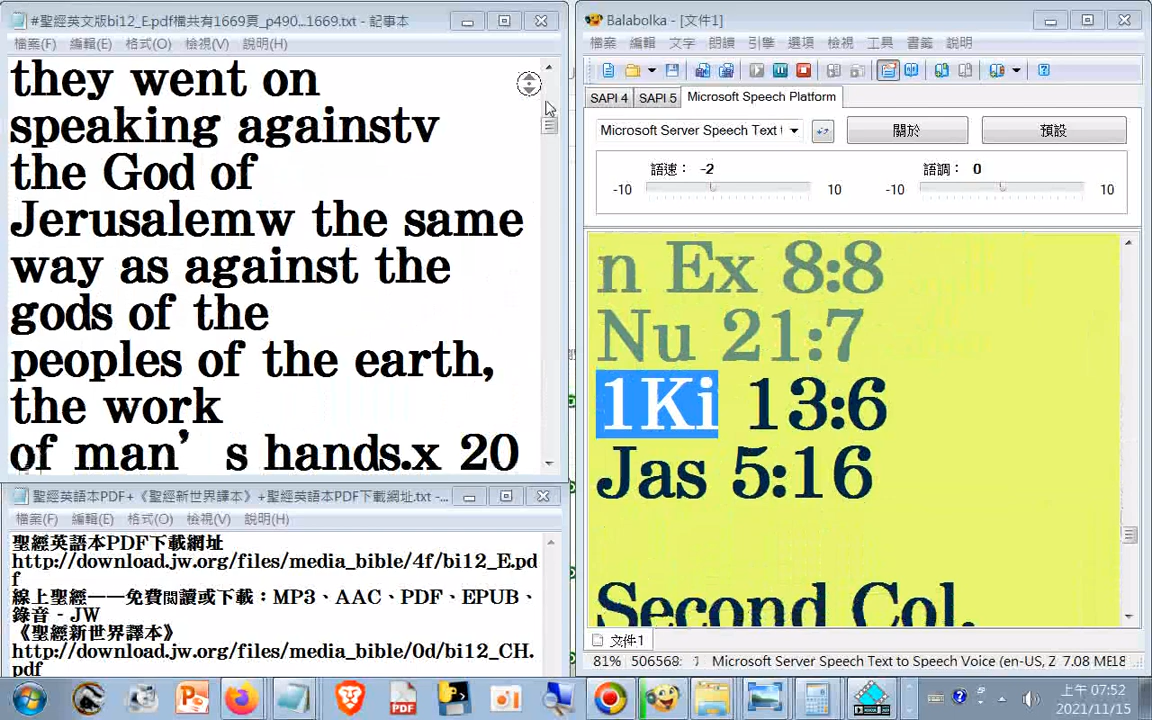 #聖經英文版bi12_E.pdf檔共有1669頁_p490...1669.txt - 記事本
檔案(F) 編輯(E) 格式(O) 檢視(V) 說明(H)
they went on
speaking againstv
the God of
Jerusalemw the same
way as against the
gods of the
peoples of the earth,
the work
of man’s hands.x 20
聖經英語本PDF+《聖經新世界譯本》+聖經英語本PDF下載網址.txt - ...
檔案(F) 編輯(E) 格式(O) 檢視(V) 說明(H)
聖經英語本PDF下載網址
http://download.jw.org/files/media_bible/4f/bi12_E.pd
f
線上聖經——免費閱讀或下載：MP3、AAC、PDF、EPUB、
錄音 - JW
《聖經新世界譯本》
http://download.jw.org/files/media_bible/0d/bi12_CH.
pdf
Balabolka - [文件1]
檔案 編輯 文字 朗讀 引擎 選項 檢視 工具 書籤 說明
SAPI 4 SAPI 5 Microsoft Speech Platform
Microsoft Server Speech Text 關於 預設
語速： -2 語調： 0
-10 10 -10 10
n Ex 8:8
Nu 21:7
1Ki 13:6
Jas 5:16
Second Col.
文件1
81% 506568: Microsoft Server Speech Text to Speech Voice (en-US, Z 7.08 ME
上午 07:52
2021/11/15